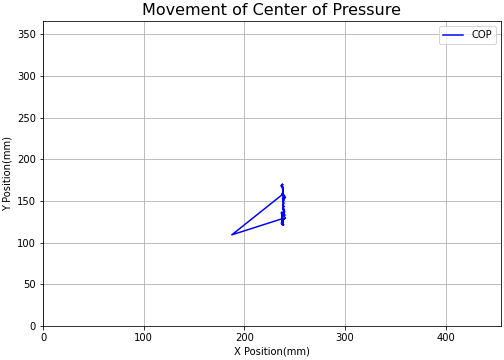 Movement of Center of Pressure
COP
Y Position(mm)
350
300
250
200
150
100
50
0
0 100 200 300 400
X Position(mm)